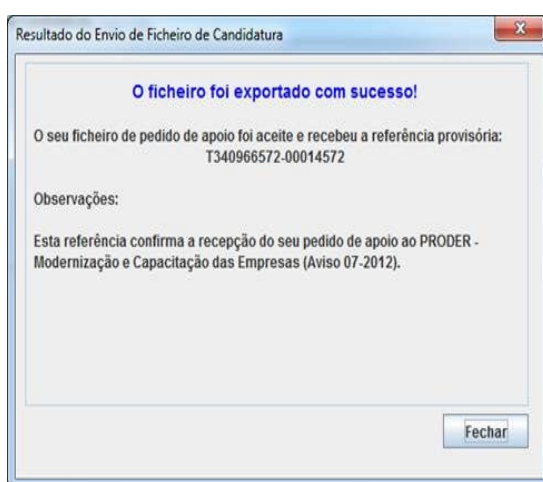 Resultado do Envio de Ficheiro de Candidatura
O ficheiro foi exportado com sucesso!
O seu ficheiro de pedido de apoio foi aceite e recebeu a referência provisória:
T340966572-00014572
Observações:
Esta referência confirma a recepção do seu pedido de apoio ao PRODER -
Modernização e Capacitação das Empresas (Aviso 07-2012).
Fechar